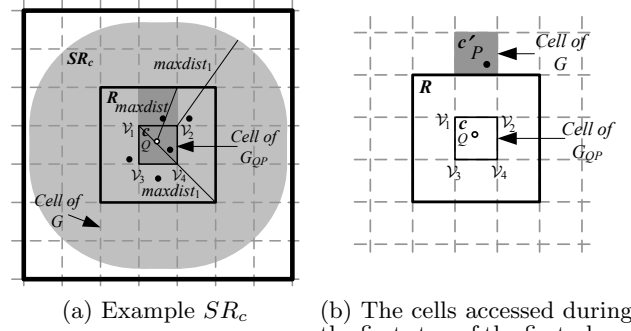 SRc
maxdist1
R
maxdist
V1
c
V2
Q
Cell of
GQP
V3
V4
maxdist1
Cell of
G
c'
P
Cell of
G
R
V1
c
V2
Q
Cell of
GQP
V3
V4
(a) Example SRc
(b) The cells accessed during